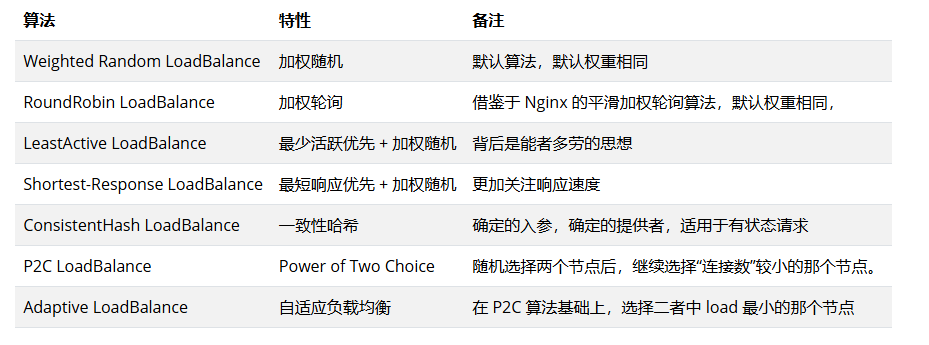 算法 特性 备注
Weighted Random LoadBalance 加权随机 默认算法，默认权重相同
RoundRobin LoadBalance 加权轮询 借鉴于 Nginx 的平滑加权轮询算法，默认权重相同，
LeastActive LoadBalance 最少活跃优先 + 加权随机 背后是能者多劳的思想
Shortest-Response LoadBalance 最短响应优先 + 加权随机 更加关注响应速度
ConsistentHash LoadBalance 一致性哈希 确定的入参，确定的提供者，适用于有状态请求
P2C LoadBalance Power of Two Choice 随机选择两个节点后，继续选择“连接数”较小的那个节点。
Adaptive LoadBalance 自适应负载均衡 在 P2C 算法基础上，选择二者中 load 最小的那个节点